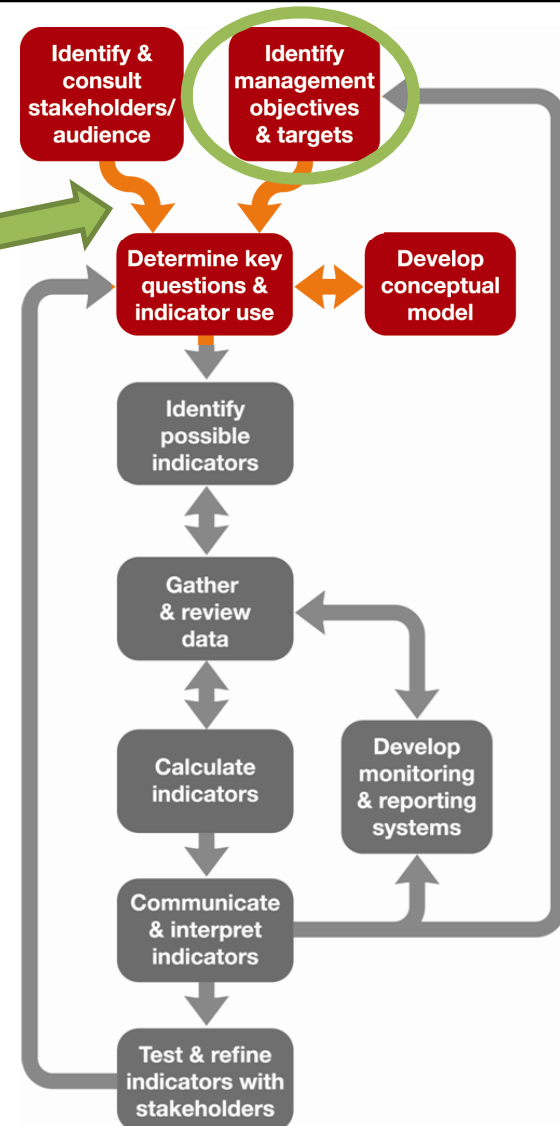 Identify &
consult
stakeholders/
audience
Identify
management
objectives
& targets
Determine key
questions &
indicator use
Develop
conceptual
model
Identify
possible
indicators
Gather
& review
data
Calculate
indicators
Develop
monitoring
& reporting
systems
Communicate
& interpret
indicators
Test & refine
indicators with
stakeholders